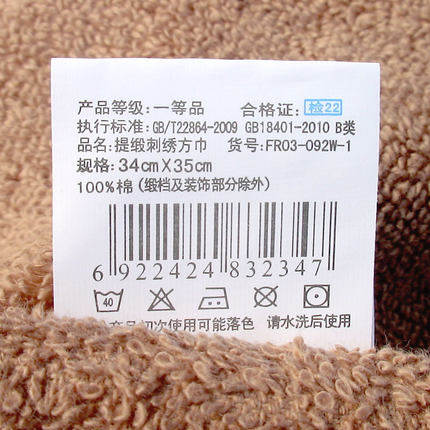 产品等级:一等品 合格证:检22
执行标准:GB/T22864-2009 GB18401-2010 B类
品名:提缎刺绣方巾 货号:FR03-092W-1
规格:34cm X 35cm
100%棉(缎档及装饰部分除外)
6 922424 832347
40
产品初次使用可能落色 请水洗后使用